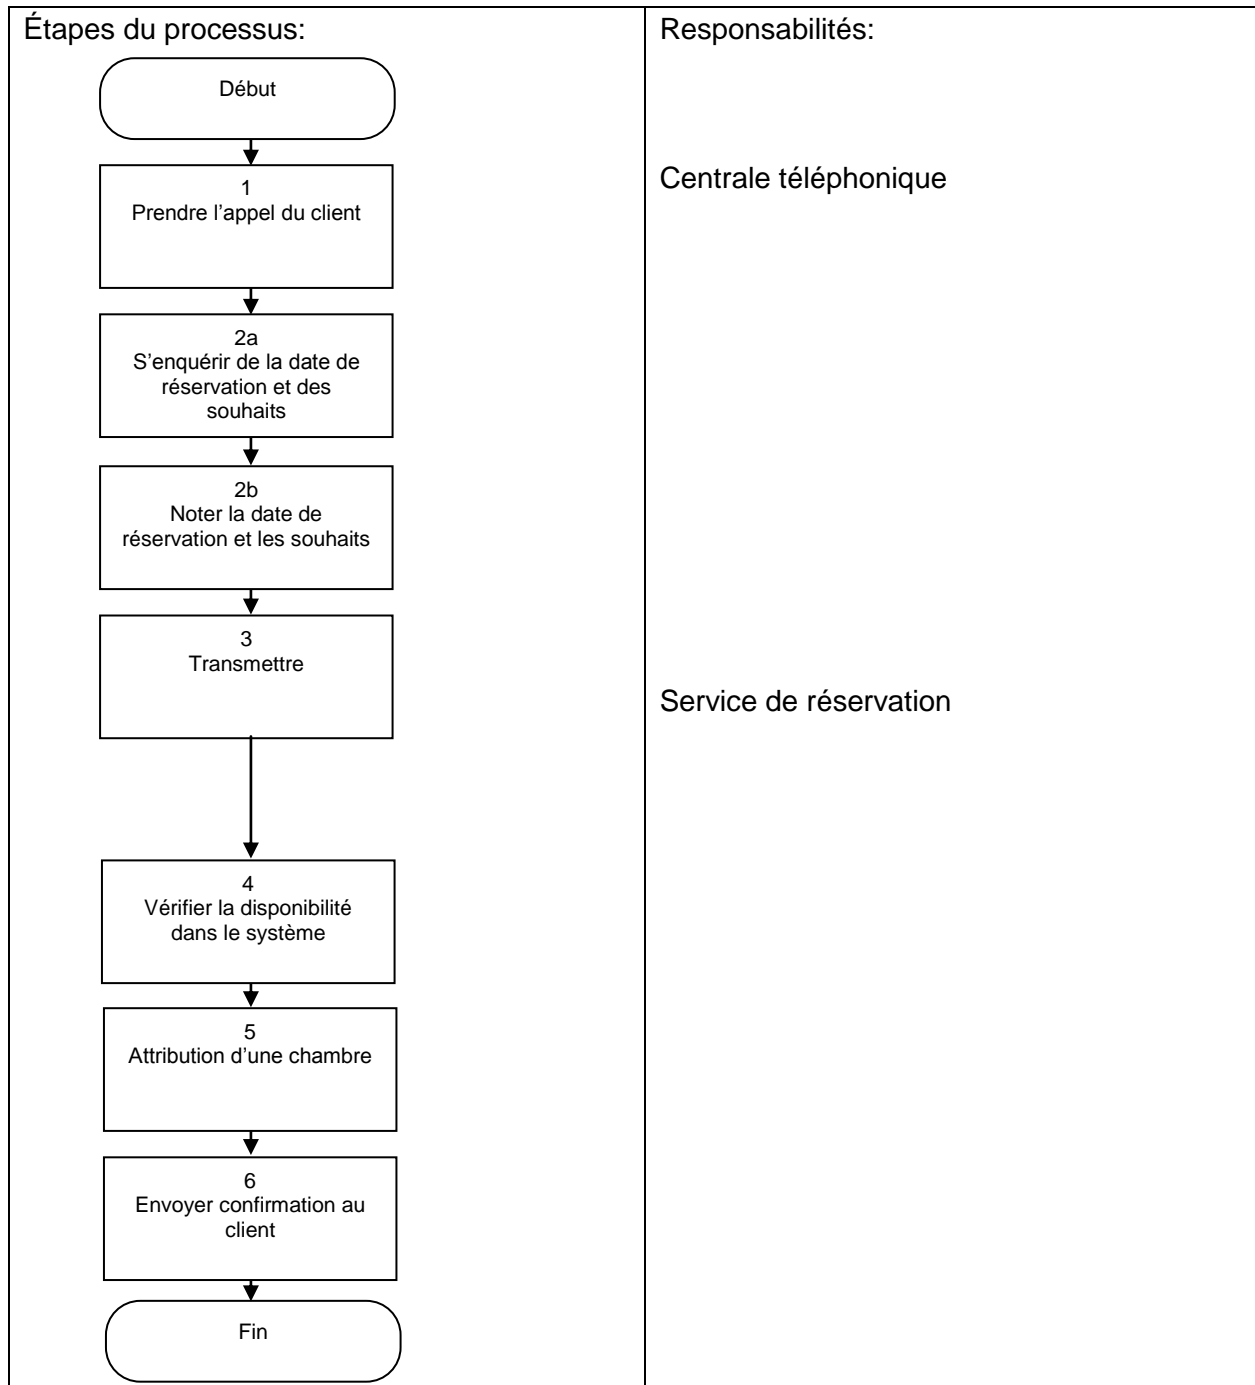 Étapes du processus:
Responsabilités:
Début
1
Prendre l’appel du client
Centrale téléphonique
2a
S’enquérir de la date de
réservation et des
souhaits
2b
Noter la date de
réservation et les souhaits
3
Transmettre
Service de réservation
4
Vérifier la disponibilité
dans le système
5
Attribution d’une chambre
6
Envoyer confirmation au
client
Fin